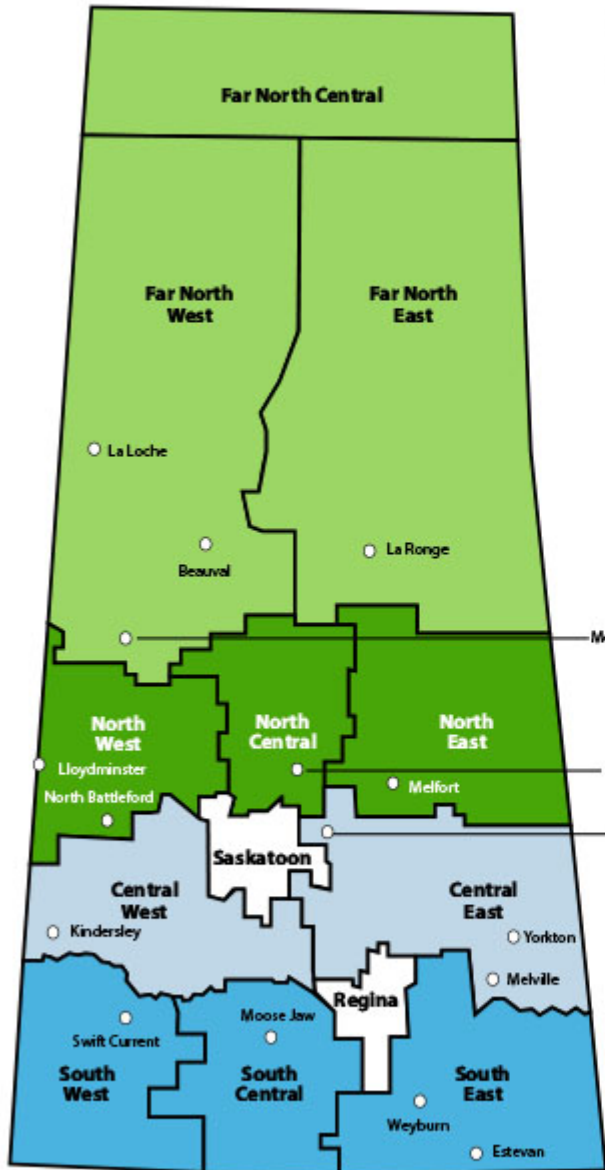 Far North Central
Far North
West
Far North
East
La Loche
Beauval
La Ronge
North
West
North
Central
North
East
Lloydminster
North Battleford
Melfort
Saskatoon
Central
West
Central
East
Kindersley
Yorkton
Melville
Regina
Moose Jaw
Swift Current
South
West
South
Central
South
East
Weyburn
Estevan